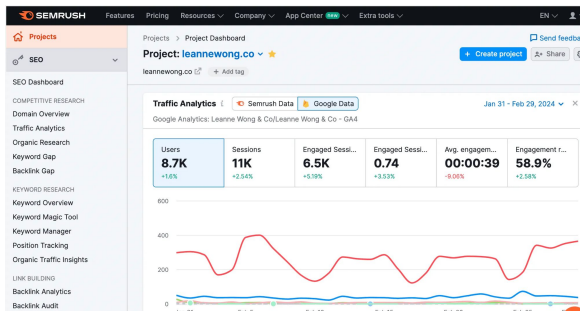 SEMRUSH Features Pricing Resources Company App Center new Extra tools EN
Projects
SEO
SEO Dashboard
COMPETITIVE RESEARCH
Domain Overview
Traffic Analytics
Organic Research
Keyword Gap
Backlink Gap
KEYWORD RESEARCH
Keyword Overview
Keyword Magic Tool
Keyword Manager
Position Tracking
Organic Traffic Insights
LINK BUILDING
Backlink Analytics
Backlink Audit
Projects > Project Dashboard Send feedba
Project: leannewong.co + Create project Share
leannewong.co + Add tag
Traffic Analytics i Semrush Data Google Data Jan 31 - Feb 29, 2024
Google Analytics: Leanne Wong & Co/Leanne Wong & Co - GA4
Users Sessions Engaged Sessi... Engaged Sessi... Avg. engagem... Engagement r...
8.7K 11K 6.5K 0.74 00:00:39 58.9%
+1.6% +2.54% +5.19% +3.53% -9.06% +2.58%
600
400
200
0